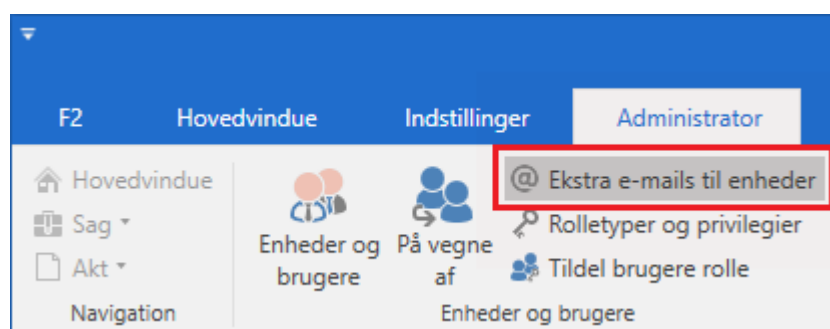 F2 Hovedvindue Indstillinger Administrator
Hovedvindue
Sag
Akt
Navigation
Enheder og
brugere
På vegne
af
@ Ekstra e-mails til enheder
Rolletyper og privilegier
Tildel brugere rolle
Enheder og brugere